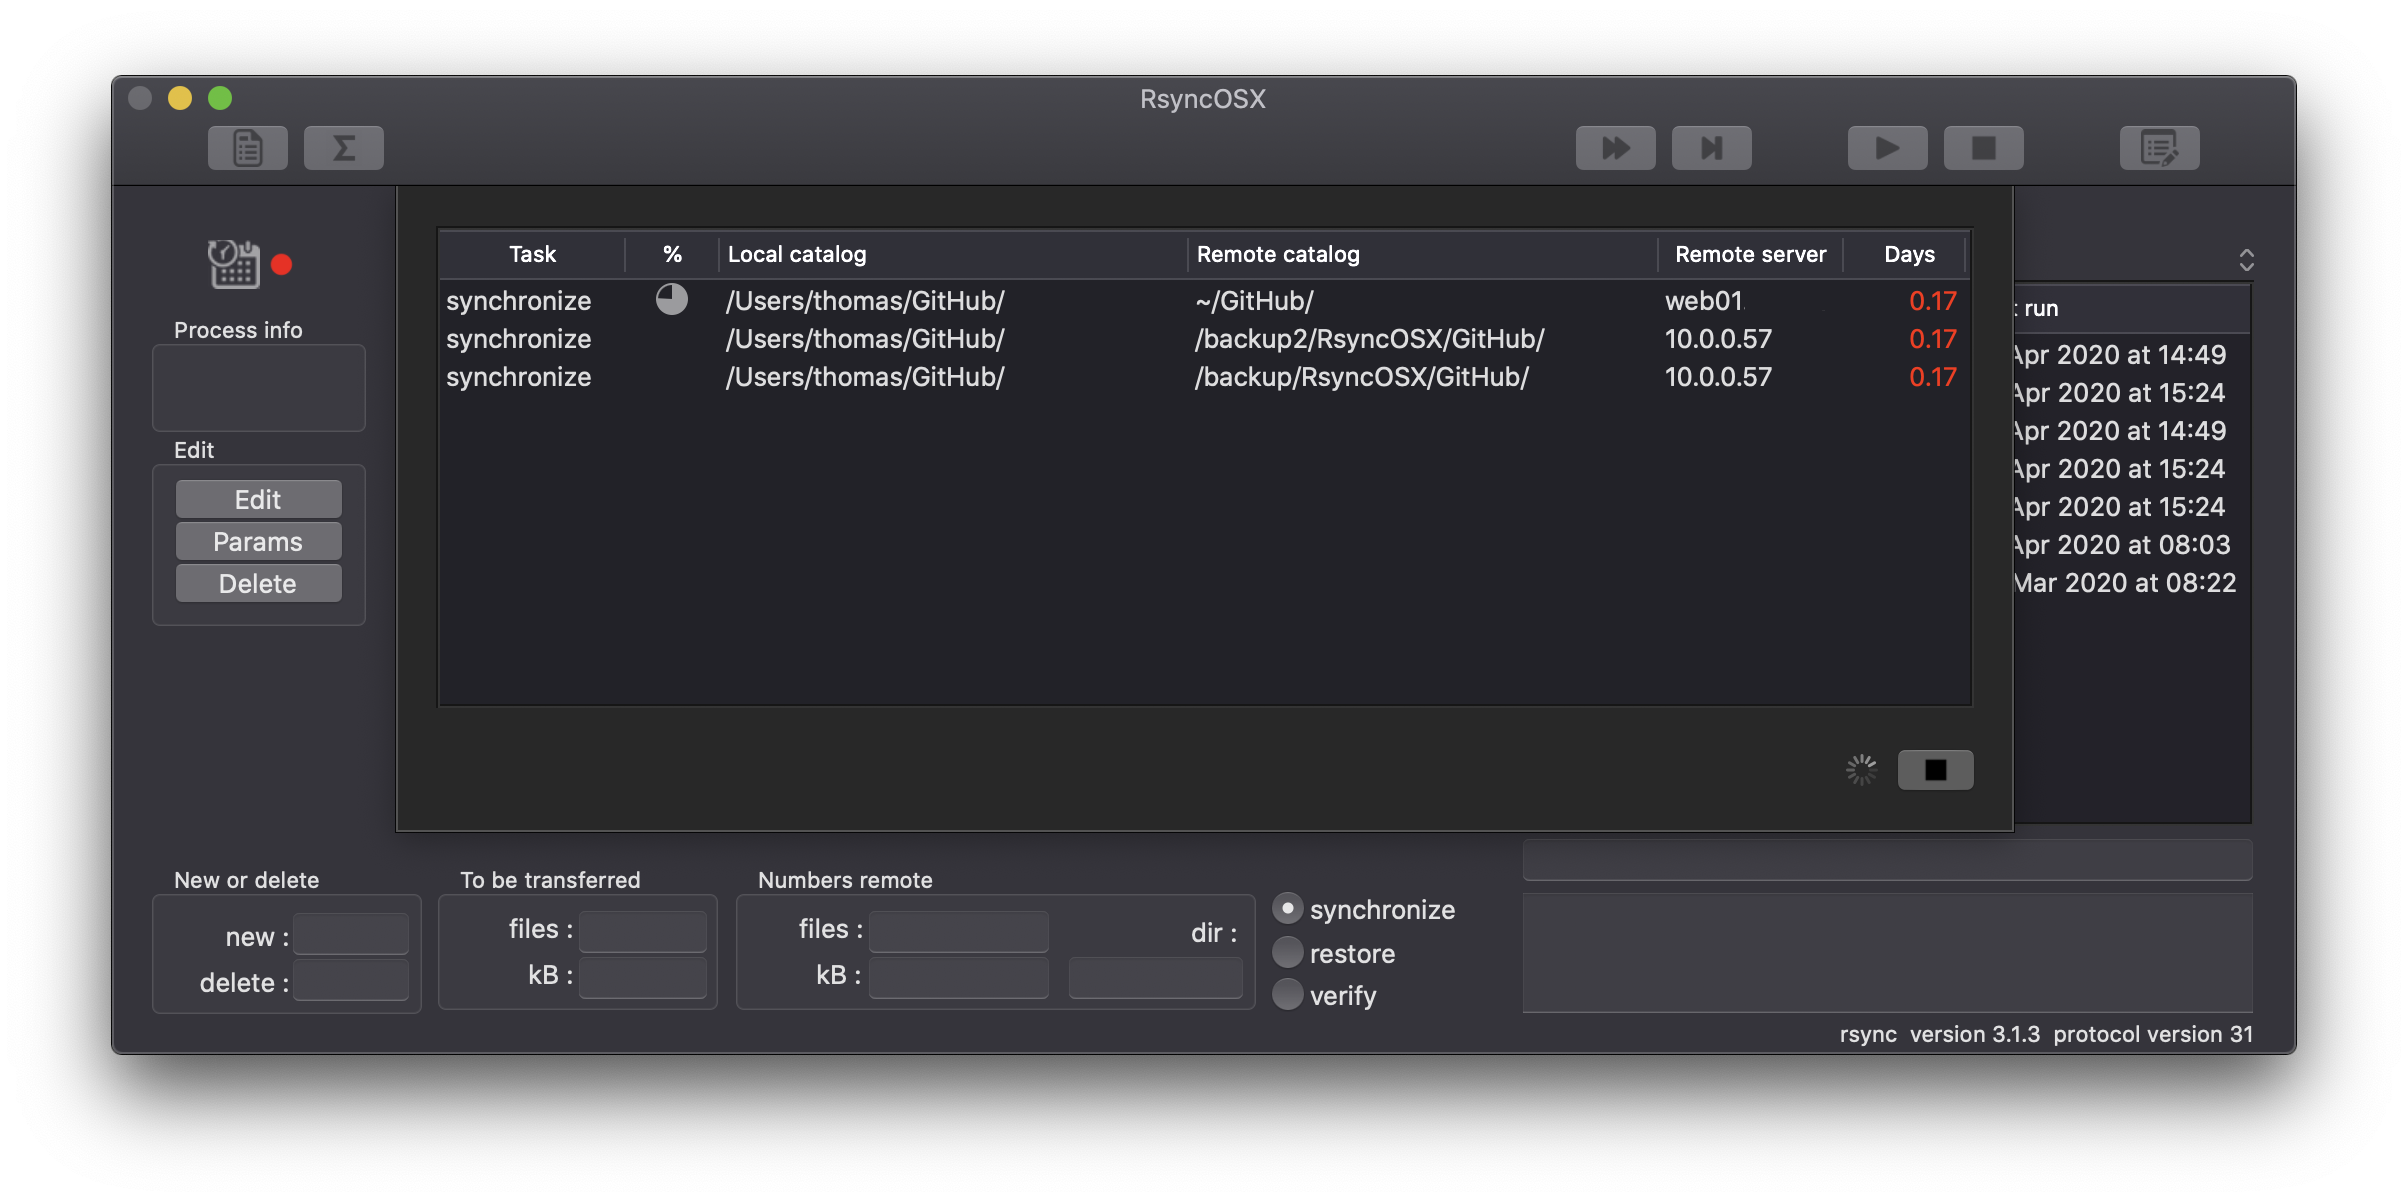 RsyncOSX
Σ
Process info
Edit
Edit
Params
Delete
Task % Local catalog Remote catalog Remote server Days
synchronize /Users/thomas/GitHub/ ~/GitHub/ web01 0.17
synchronize /Users/thomas/GitHub/ /backup2/RsyncOSX/GitHub/ 10.0.0.57 0.17
synchronize /Users/thomas/GitHub/ /backup/RsyncOSX/GitHub/ 10.0.0.57 0.17
run
Apr 2020 at 14:49
Apr 2020 at 15:24
Apr 2020 at 14:49
Apr 2020 at 15:24
Apr 2020 at 15:24
Apr 2020 at 08:03
Mar 2020 at 08:22
New or delete
new :
delete :
To be transferred
files :
kB :
Numbers remote
files :
kB :
dir :
synchronize
restore
verify
rsync version 3.1.3 protocol version 31